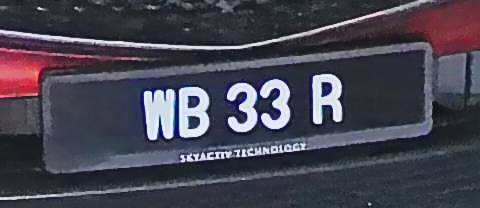 WB 33 R
SKYACTIV TECHNOLOGY